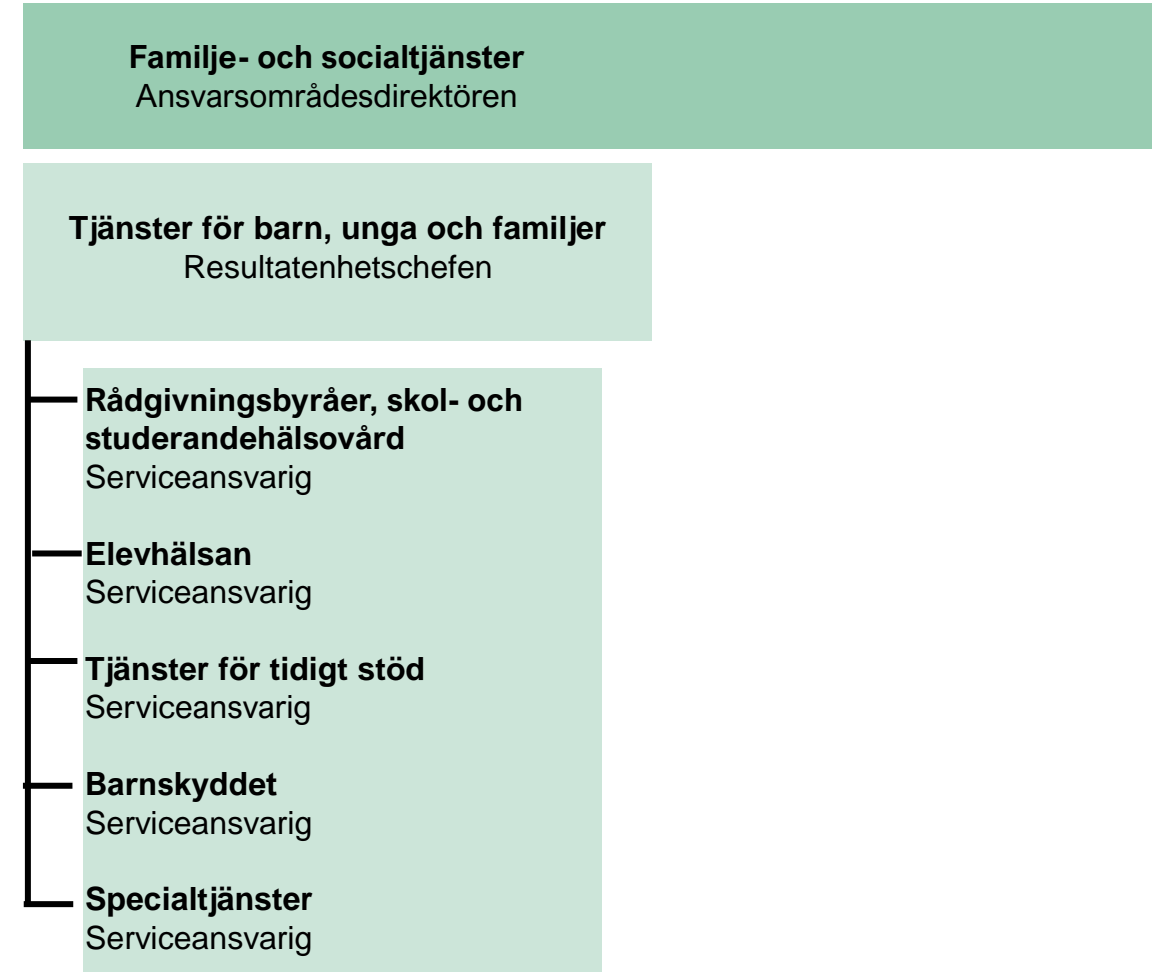 Familje- och socialtjänster
Ansvarsområdesdirektören
Tjänster för barn, unga och familjer
Resultatenhetschefen
Rådgivningsbyråer, skol- och
studerandehälsovård
Serviceansvarig
Elevhälsan
Serviceansvarig
Tjänster för tidigt stöd
Serviceansvarig
Barnskyddet
Serviceansvarig
Specialtjänster
Serviceansvarig